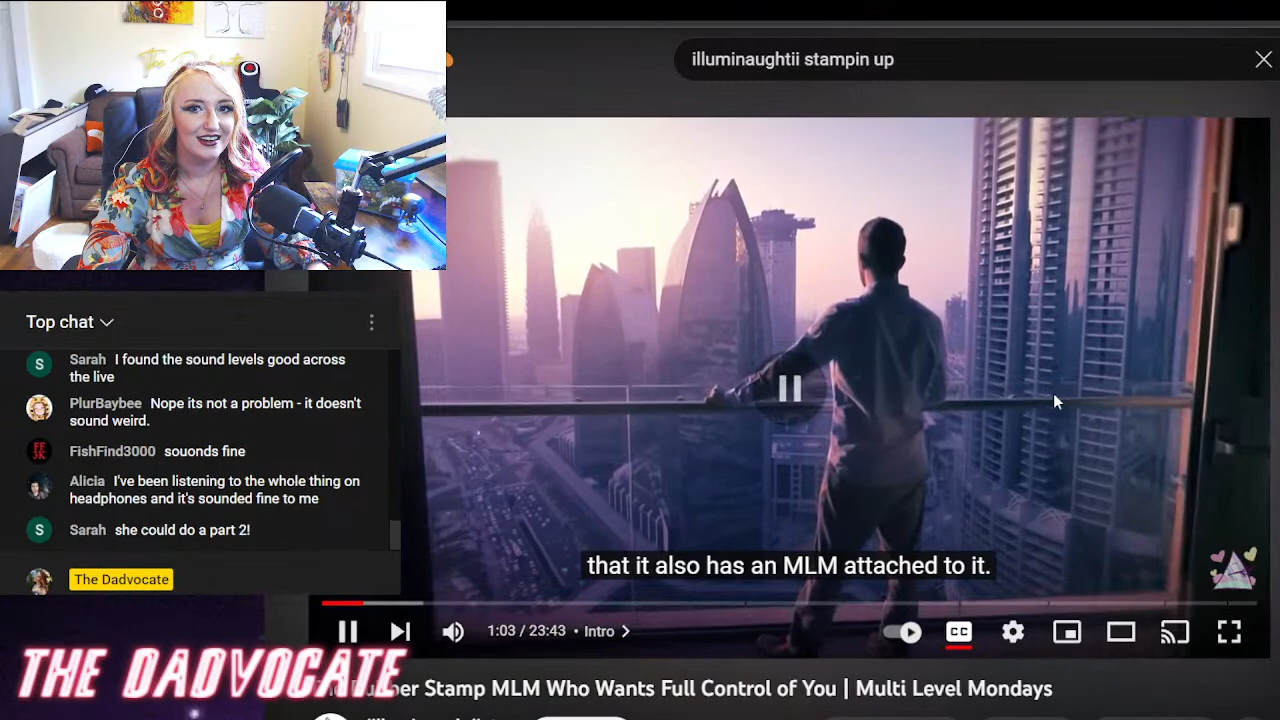 The Dadvocate
illuminaughtii stampin up
Top chat
Sarah I found the sound levels good across
the live
PlurBaybee Nope its not a problem - it doesn't
sound weird.
FishFind3000 souonds fine
Alicia I've been listening to the whole thing on
headphones and it's sounded fine to me
Sarah she could do a part 2!
The Dadvocate
that it also has an MLM attached to it.
1:03 / 23:43 • Intro
CC
THE DADVOCATE
Stamp MLM Who Wants Full Control of You | Multi Level Mondays